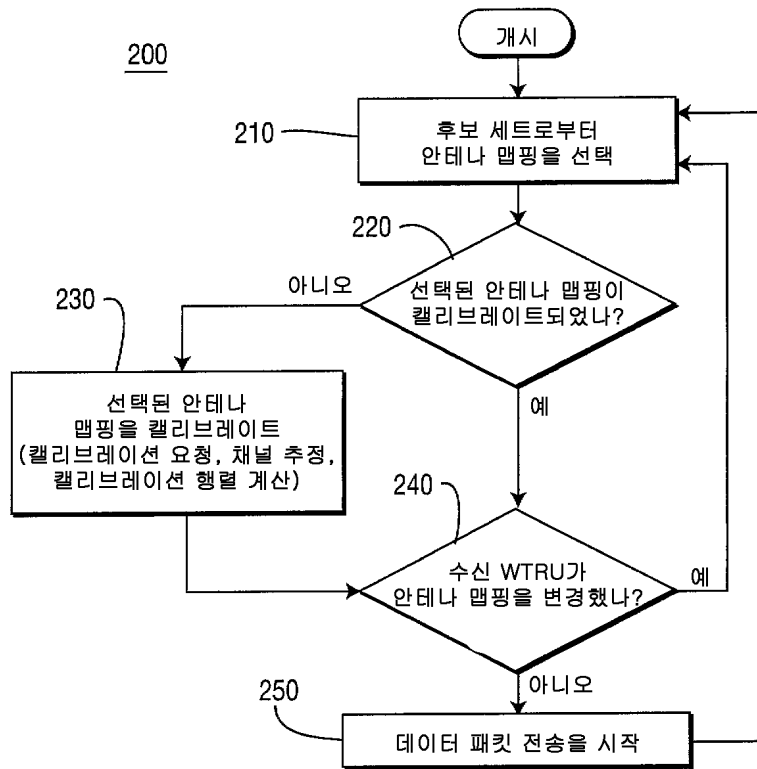 개시
200
210
후보 세트로부터
안테나 맵핑을 선택
220
아니오
선택된 안테나 맵핑이
캘리브레이트되었나?
230
예
선택된 안테나
맵핑을 캘리브레이트
(캘리브레이션 요청, 채널 추정,
캘리브레이션 행렬 계산)
240
수신 WTRU가
안테나 맵핑을 변경했나?
예
아니오
250
데이터 패킷 전송을 시작